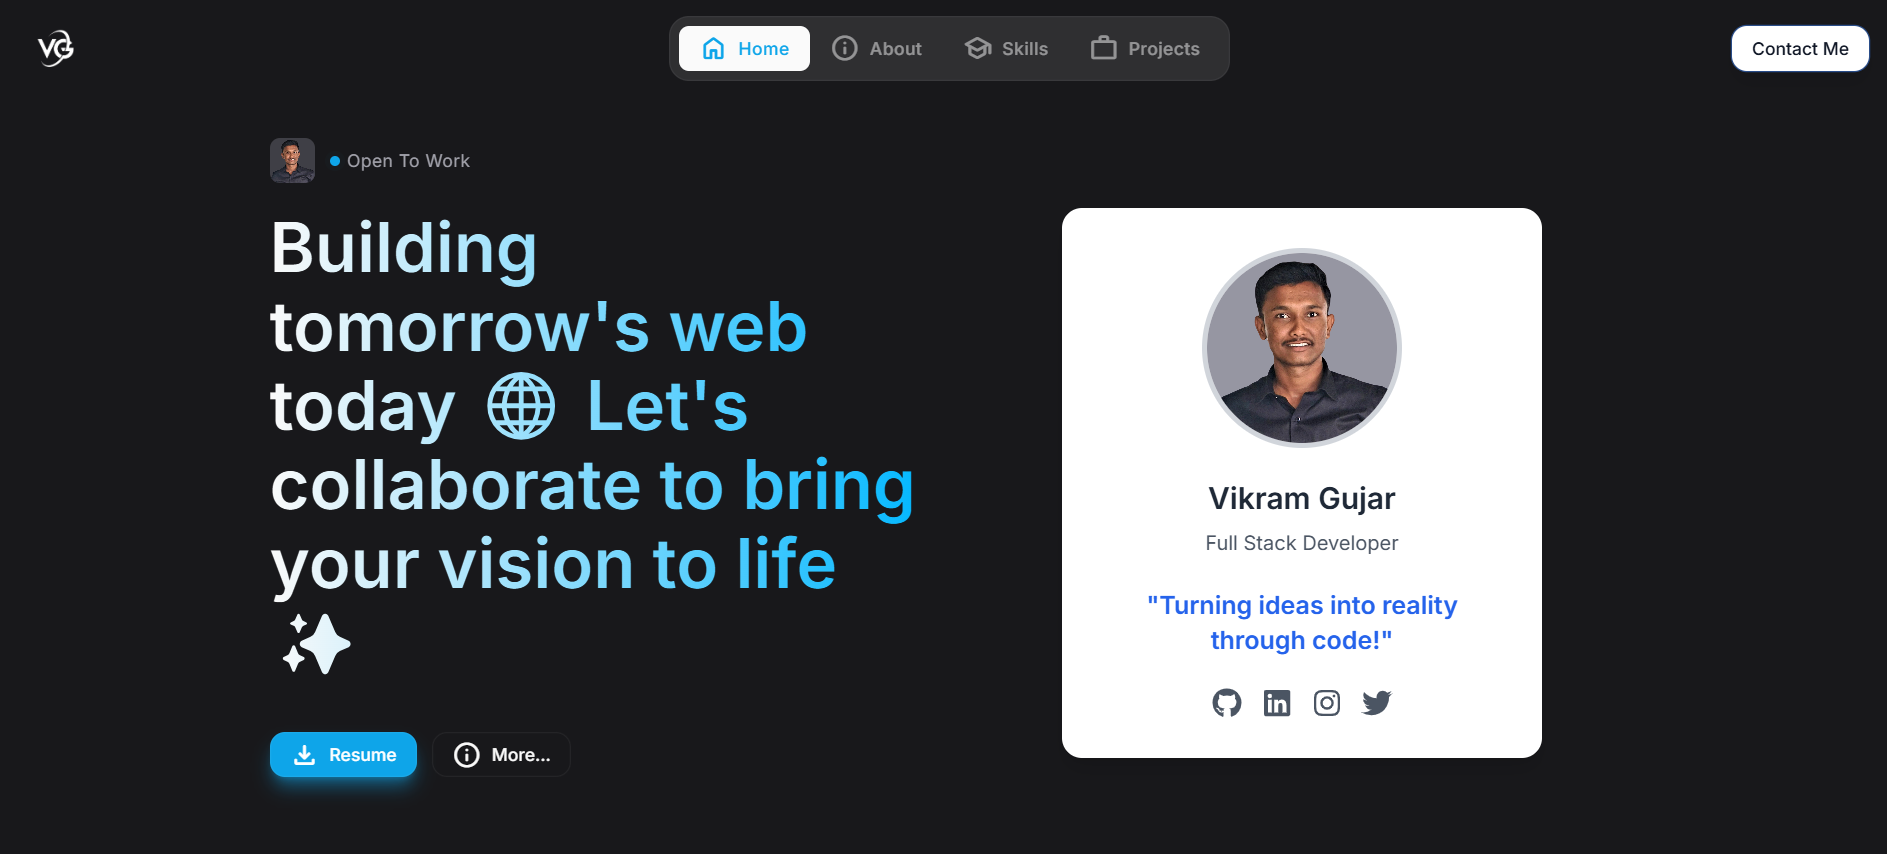 VG
Home
About
Skills
Projects
Contact Me
Open To Work
Building
tomorrow's web
today Let's
collaborate to bring
your vision to life
Resume
More...
Vikram Gujar
Full Stack Developer
"Turning ideas into reality
through code!"
in